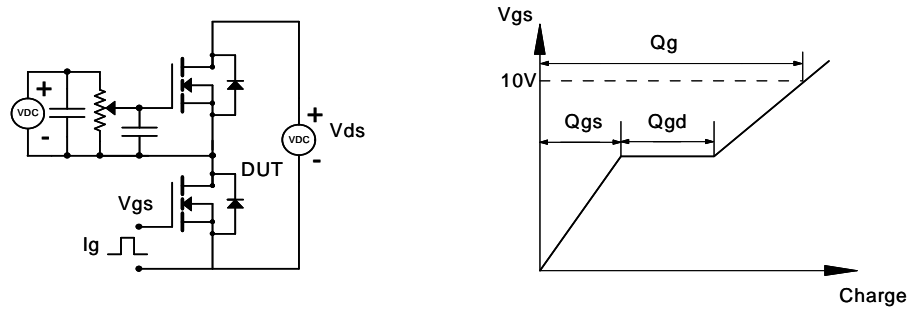 +
VDC
-
+
VDC
-
Vds
DUT
Vgs
Ig
Vgs
Qg
10V
Qgs
Qgd
Charge